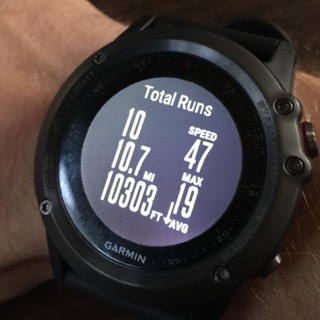 Total Runs
10 SPEED
10.7 MI 47 MAX
10303 FT 19 AVG
GARMIN